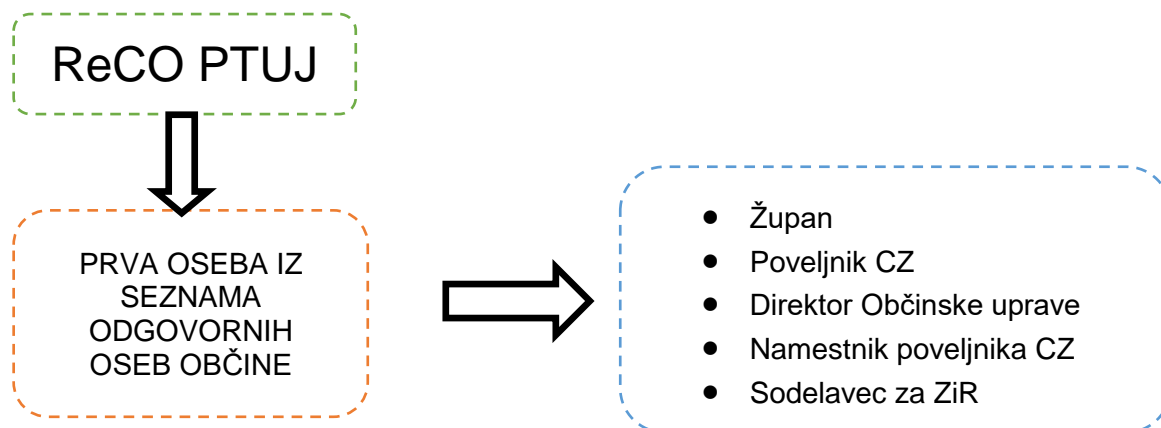 ReCO PTUJ
PRVA OSEBA IZ
SEZNAMA
ODGOVORNIH
OSEB OBČINE
● Župan
● Poveljnik CZ
● Direktor Občinske uprave
● Namestnik poveljnika CZ
● Sodelavec za ZiR